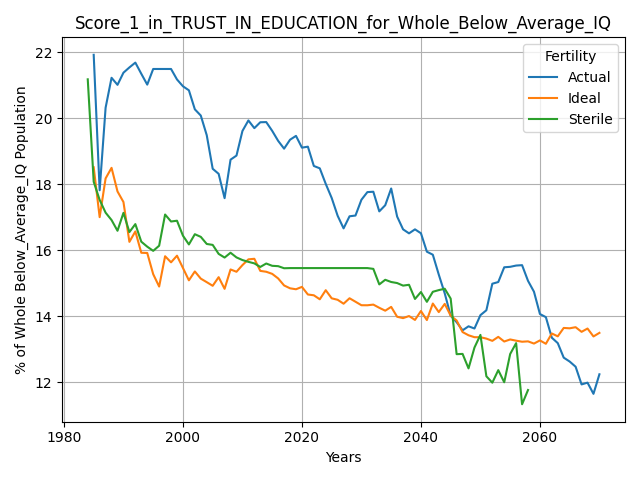 Score_1_in_TRUST_IN_EDUCATION_for_Whole_Below_Average_IQ
Fertility
Actual
Ideal
Sterile
% of Whole Below_Average_IQ Population
22
20
18
16
14
12
1980
2000
2020
2040
2060
Years